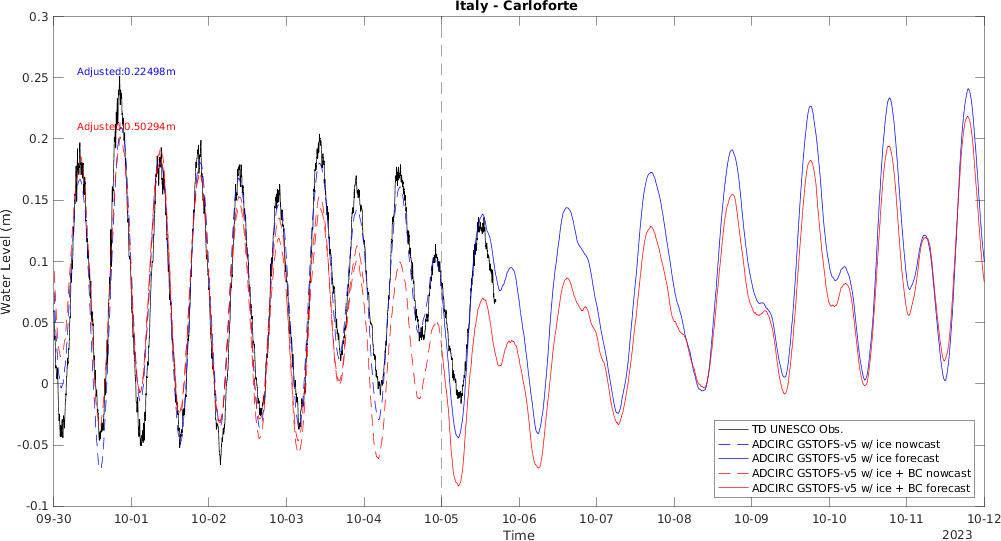 Italy - Carloforte
Water Level (m)
0.3
0.25
0.2
0.15
0.1
0.05
0
-0.05
-0.1
Adjusted:0.22498m
Adjusted:0.50294m
TD UNESCO Obs.
ADCIRC GSTOFS-v5 w/ ice nowcast
ADCIRC GSTOFS-v5 w/ ice forecast
ADCIRC GSTOFS-v5 w/ ice + BC nowcast
ADCIRC GSTOFS-v5 w/ ice + BC forecast
09-30 10-01 10-02 10-03 10-04 10-05 10-06 10-07 10-08 10-09 10-10 10-11 10-12
Time
2023